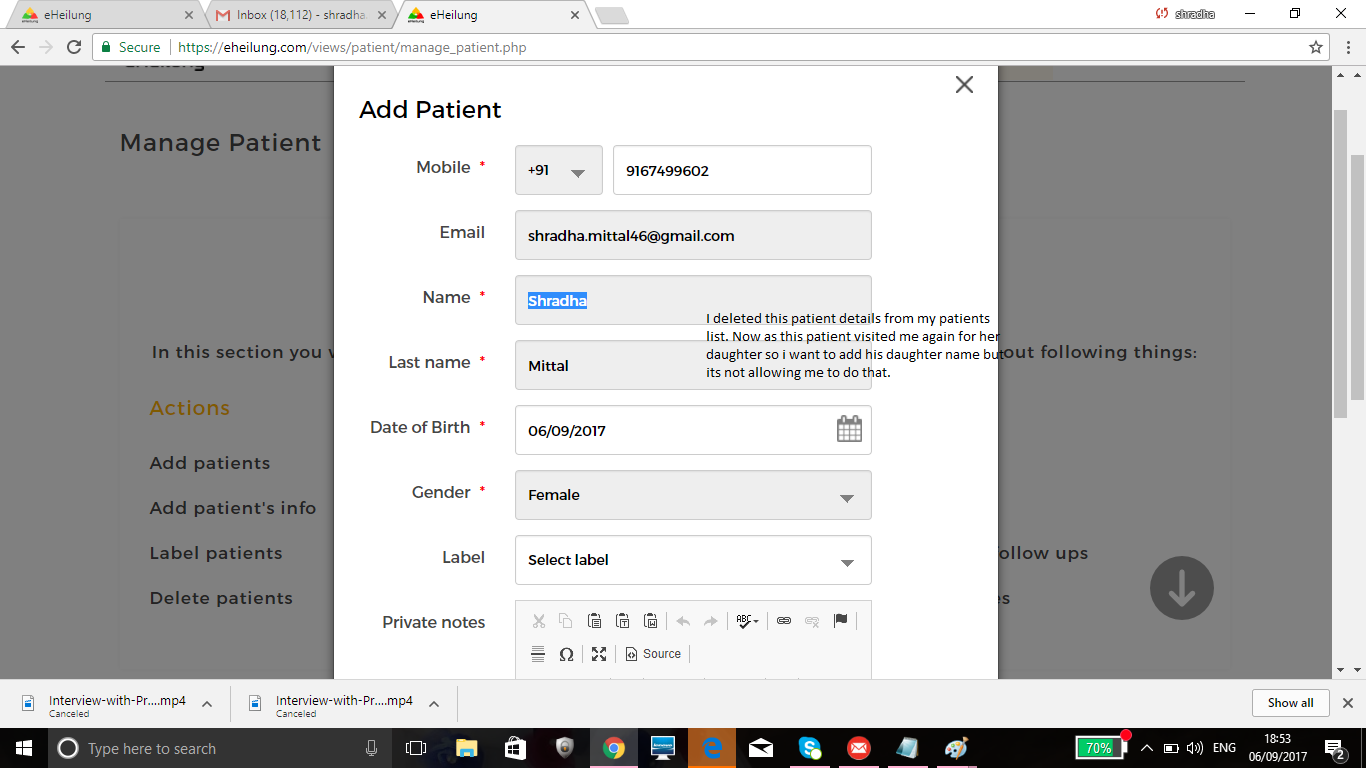 eHeilung
Inbox (18,112) - shradha.
eHeilung
shradha
Secure
https://eheilung.com/views/patient/manage_patient.php
Add Patient
Manage Patient
Mobile *
+91
9167499602
Email
shradha.mittal46@gmail.com
Name *
Shradha
I deleted this patient details from my patients
list. Now as this patient visited me again for her
daughter so i want to add his daughter name but
its not allowing me to do that.
In this section you w
out following things:
Last name *
Mittal
Actions
Date of Birth *
06/09/2017
Add patients
Gender *
Female
Add patient's info
Label patients
Label
Select label
ollow ups
Delete patients
Private notes
ABC
Source
Interview-with-Pr....mp4
Canceled
Interview-with-Pr....mp4
Canceled
Show all
Type here to search
70%
ENG
18:53
06/09/2017
2